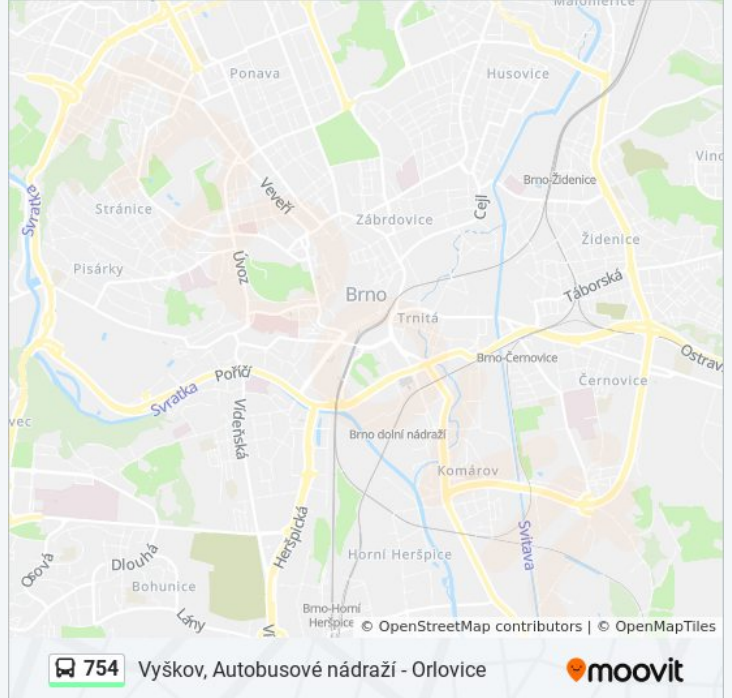 Maloměřice
Ponava
Husovice
Vino
Brno-Židenice
Veveří
Cejl
Svratka
Stránice
Zábrdovice
Židenice
Úvoz
Pisárky
Táborská
Brno
Trnitá
Ostrav
Brno-Černovice
Poříčí
Černovice
Svratka
vec
Vídeňská
Brno dolní nádraží
Komárov
Heršpická
Svitava
Horní Heršpice
Osová
Dlouhá
Bohunice
Brno-Horní
Heršpice
Lány
Ví
© OpenStreetMap contributors | © OpenMapTiles
754 Vyškov, Autobusové nádraží - Orlovice moovit